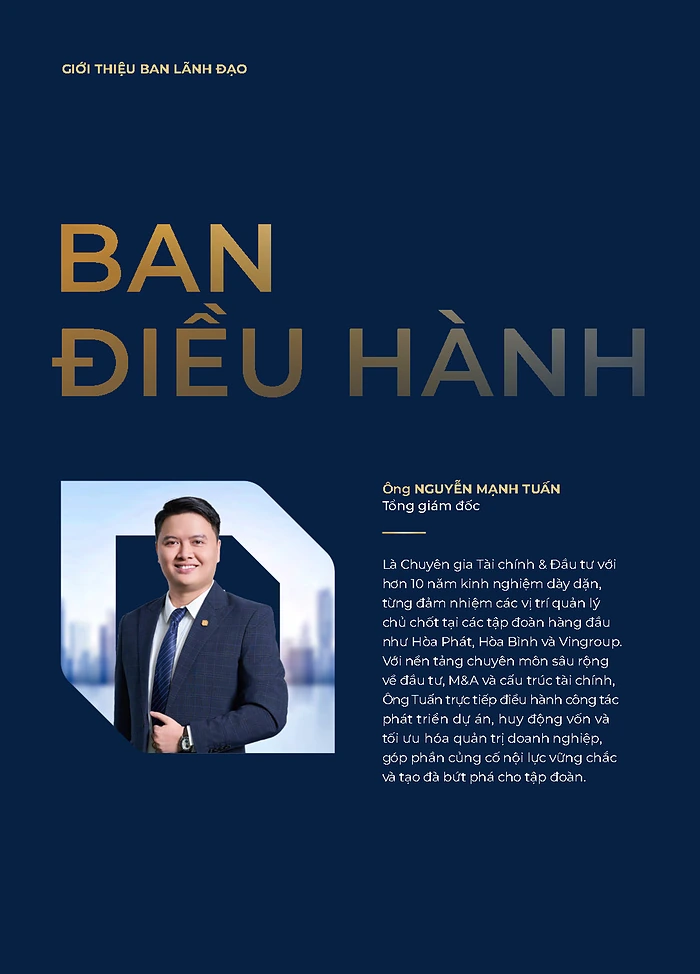 GIỚI THIỆU BAN LÃNH ĐẠO
BAN
ĐIỀU HÀNH
Ông NGUYỄN MẠNH TUẤN
Tổng giám đốc
Là Chuyên gia Tài chính & Đầu tư với
hơn 10 năm kinh nghiệm dày dặn,
từng đảm nhiệm các vị trí quản lý
chủ chốt tại các tập đoàn hàng đầu
như Hòa Phát, Hòa Bình và Vingroup.
Với nền tảng chuyên môn sâu rộng
về đầu tư, M&A và cấu trúc tài chính,
Ông Tuấn trực tiếp điều hành công tác
phát triển dự án, huy động vốn và
tối ưu hóa quản trị doanh nghiệp,
góp phần củng cố nội lực vững chắc
và tạo đà bứt phá cho tập đoàn.